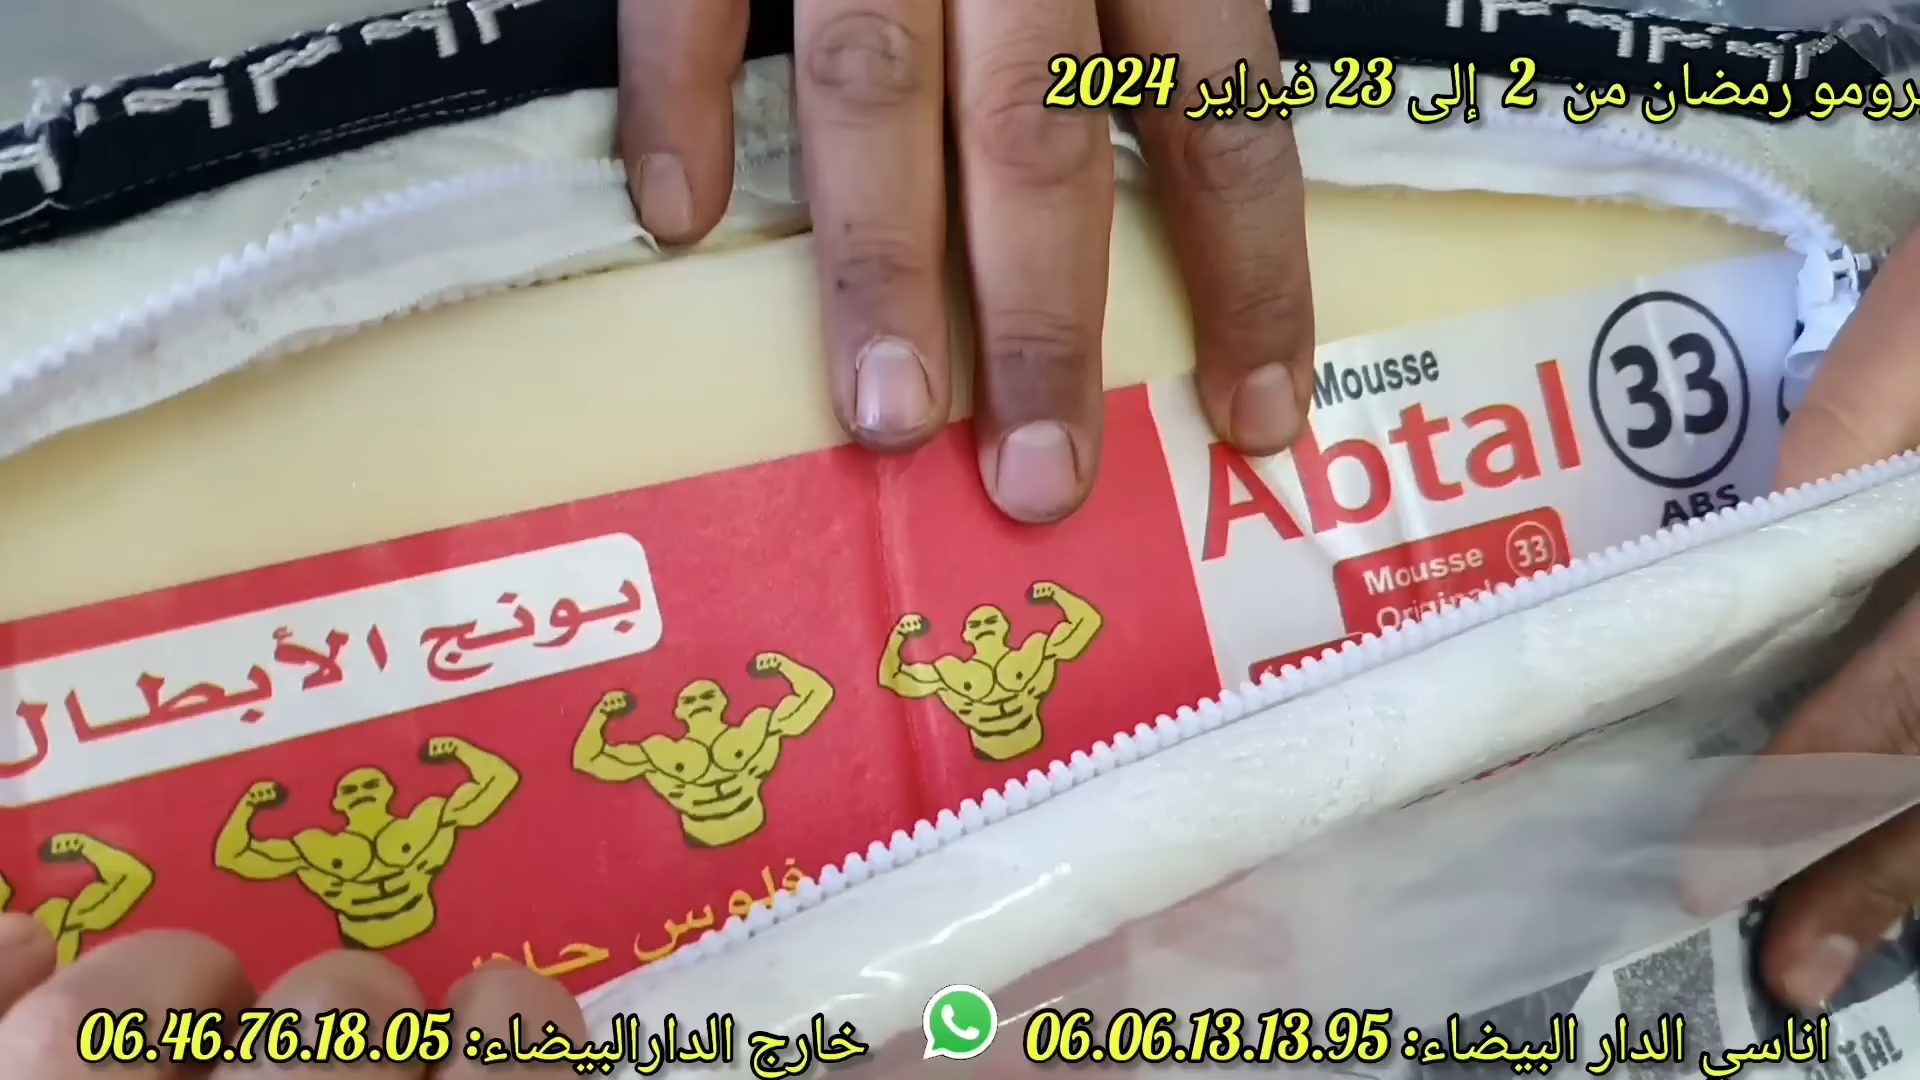 برومو رمضان من 2 إلى 23 فبراير 2024
Mousse
Abtal 33
ABS
Mousse 33
بونج الأبطال
فلوس
اناسي الدار البيضاء: 06.06.13.13.95
خارج الدارالبيضاء: 06.46.76.18.05